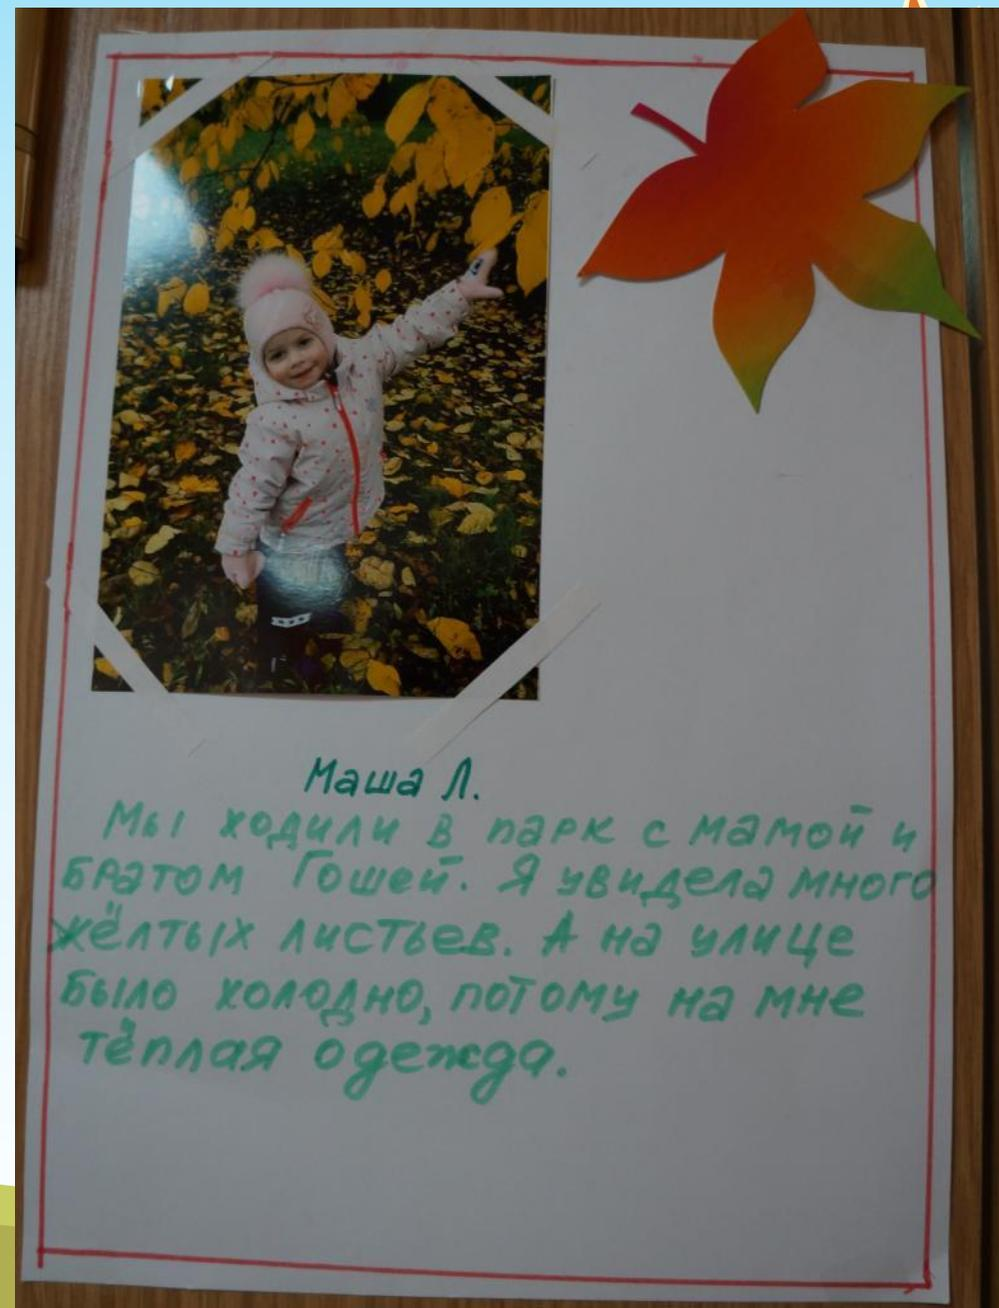 Маша Л.
Мы ходили в парк с мамой и
братом Гошей. Я увидела много
жёлтых листьев. А на улице
было холодно, потому на мне
тёплая одежда.